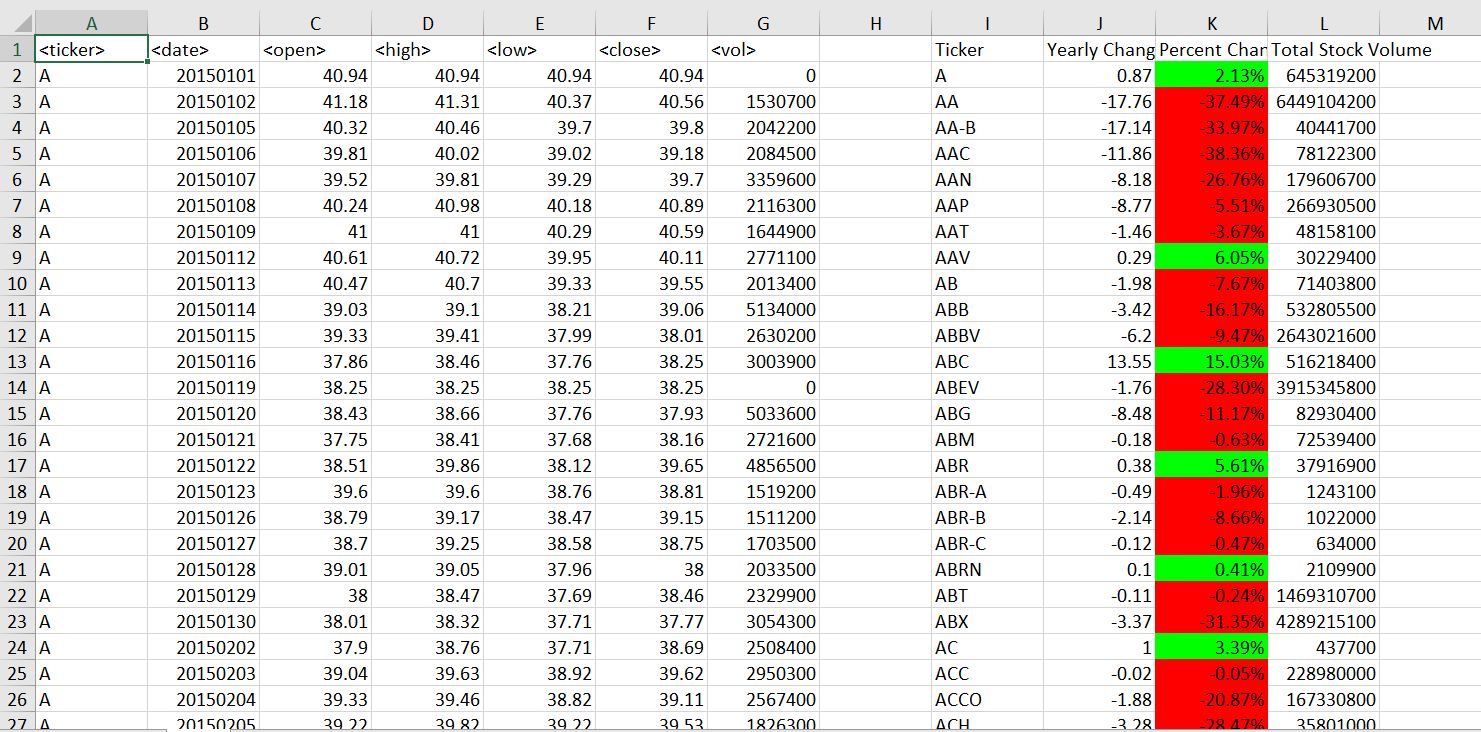 A B C D E F G H I J K L M
1 <ticker> <date> <open> <high> <low> <close> <vol> Ticker Yearly Chang Percent Chan Total Stock Volume
2 A 20150101 40.94 40.94 40.94 40.94 0 A 0.87 2.13% 645319200
3 A 20150102 41.18 41.31 40.37 40.56 1530700 AA -17.76 -37.49% 6449104200
4 A 20150105 40.32 40.46 39.7 39.8 2042200 AA-B -17.14 -33.97% 40441700
5 A 20150106 39.81 40.02 39.02 39.18 2084500 AAC -11.86 -38.36% 78122300
6 A 20150107 39.52 39.81 39.29 39.7 3359600 AAN -8.18 -26.76% 179606700
7 A 20150108 40.24 40.98 40.18 40.89 2116300 AAP -8.77 -5.51% 266930500
8 A 20150109 41 41 40.29 40.59 1644900 AAT -1.46 -3.67% 48158100
9 A 20150112 40.61 40.72 39.95 40.11 2771100 AAV 0.29 6.05% 30229400
10 A 20150113 40.47 40.7 39.33 39.55 2013400 AB -1.98 -7.67% 71403800
11 A 20150114 39.03 39.1 38.21 39.06 5134000 ABB -3.42 -16.17% 532805500
12 A 20150115 39.33 39.41 37.99 38.01 2630200 ABBV -6.2 -9.47% 2643021600
13 A 20150116 37.86 38.46 37.76 38.25 3003900 ABC 13.55 15.03% 516218400
14 A 20150119 38.25 38.25 38.25 38.25 0 ABEV -1.76 -28.30% 3915345800
15 A 20150120 38.43 38.66 37.76 37.93 5033600 ABG -8.48 -11.17% 82930400
16 A 20150121 37.75 38.41 37.68 38.16 2721600 ABM -0.18 -0.63% 72539400
17 A 20150122 38.51 39.86 38.12 39.65 4856500 ABR 0.38 5.61% 37916900
18 A 20150123 39.6 39.6 38.76 38.81 1519200 ABR-A -0.49 -1.96% 1243100
19 A 20150126 38.79 39.17 38.47 39.15 1511200 ABR-B -2.14 -8.66% 1022000
20 A 20150127 38.7 39.25 38.58 38.75 1703500 ABR-C -0.12 -0.47% 634000
21 A 20150128 39.01 39.05 37.96 38 2033500 ABRN 0.1 0.41% 2109900
22 A 20150129 38 38.47 37.69 38.46 2329900 ABT -0.11 -0.24% 1469310700
23 A 20150130 38.01 38.32 37.71 37.77 3054300 ABX -3.37 -31.35% 4289215100
24 A 20150202 37.9 38.76 37.71 38.69 2508400 AC 1 3.39% 437700
25 A 20150203 39.04 39.63 38.92 39.62 2950300 ACC -0.02 -0.05% 228980000
26 A 20150204 39.33 39.46 38.82 39.11 2567400 ACCO -1.88 -20.87% 167330800
27 A 20150205 39.22 39.82 39.22 39.53 1826300 ACH -3.28 -28.47% 35801000